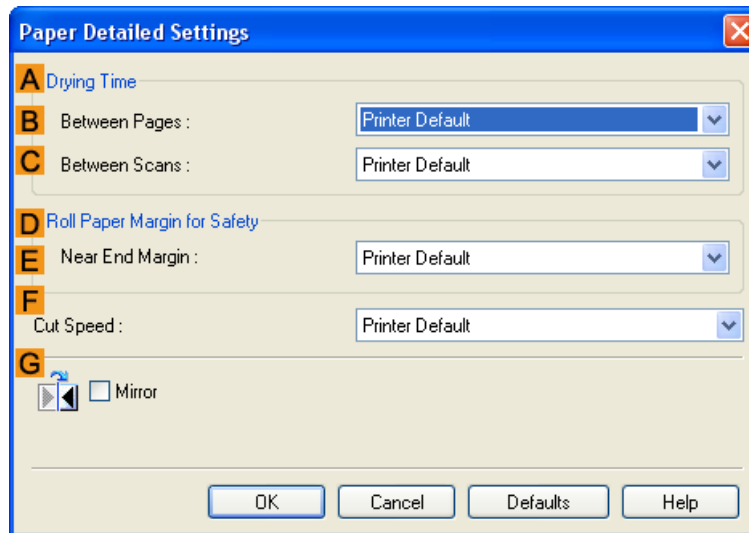 Paper Detailed Settings
A Drying Time
B Between Pages : Printer Default
C Between Scans : Printer Default
D Roll Paper Margin for Safety
E Near End Margin : Printer Default
F
Cut Speed : Printer Default
G
Mirror
OK Cancel Defaults Help